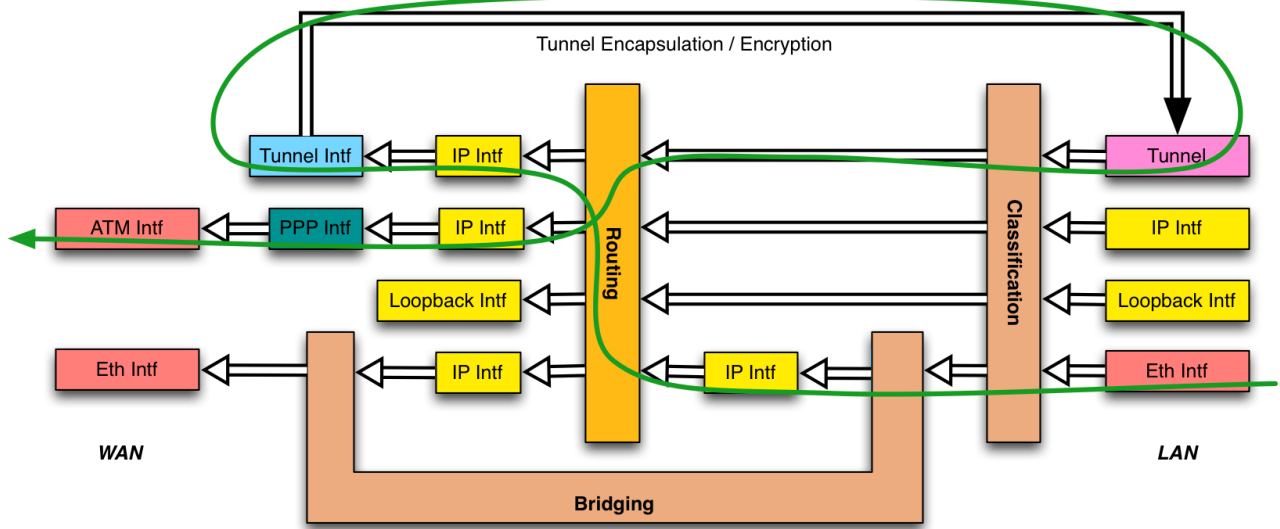 Tunnel Encapsulation / Encryption
Tunnel Intf
IP Intf
Tunnel
ATM Intf
PPP Intf
IP Intf
Routing
Classification
IP Intf
Loopback Intf
Loopback Intf
Eth Intf
IP Intf
IP Intf
Eth Intf
WAN
LAN
Bridging